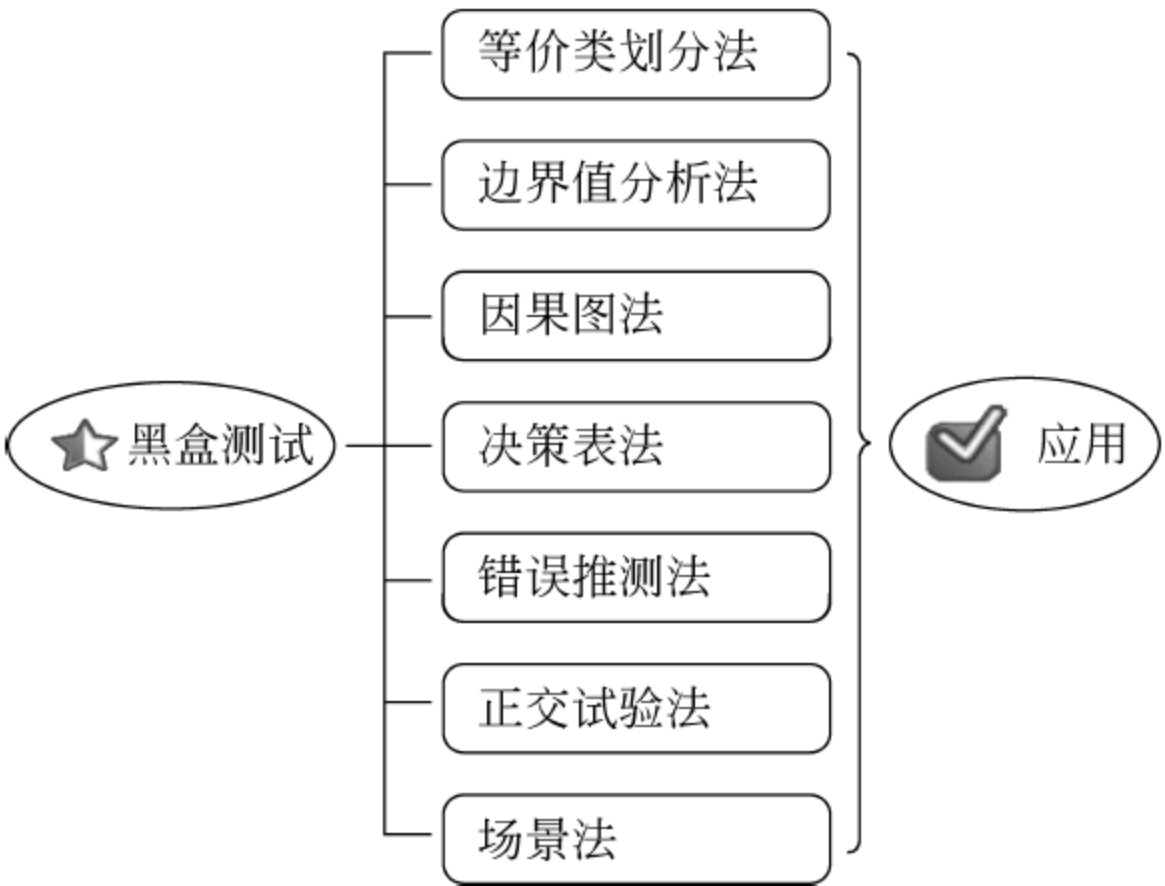 黑盒测试
等价类划分法
边界值分析法
因果图法
决策表法
错误推测法
正交试验法
场景法
应用